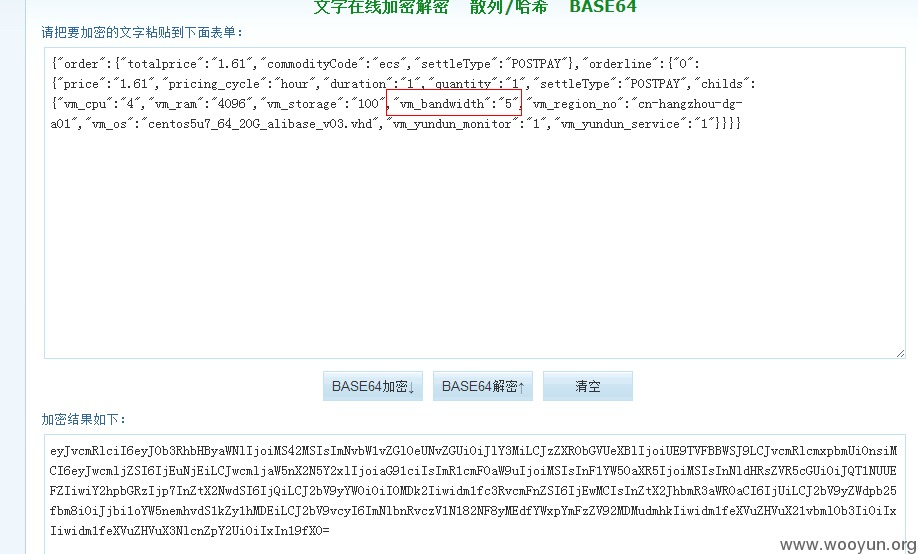 文字在线加密解密 散列/哈希 BASE64
请把要加密的文字粘贴到下面表单：
{"order":{"totalprice":"1.61","commodityCode":"ecs","settleType":"POSTPAY"},"orderline":{"0":
{"price":"1.61","pricing_cycle":"hour","duration":"1","quantity":"1","settleType":"POSTPAY","childs":
{"vm_cpu":"4","vm_ram":"4096","vm_storage":"100","vm_bandwidth":"5","vm_region_no":"cn-hangzhou-dg-
a01","vm_os":"centos5u7_64_20G_alibase_v03.vhd","vm_yundun_monitor":"1","vm_yundun_service":"1"}}}}
BASE64加密↓ BASE64解密↑ 清空
加密结果如下：
eyJvcmRlciI6eyJ0b3RhbHByaWNlIjoiMS42MSIsImNvbW1vZGl0eUNvZGUiOiJlY3MiLCJzZXR0bGVUeXBlIjoiUE9TVFBBWSJ9LCJvcmRlcmxpbmUiOnsiM
CI6eyJwcmljZSI6IjEuNjEiLCJwcmljaW5nX2N5Y2xlIjoiaG91ciIsImR1cmF0aW9uIjoiMSIsInF1YW50aXR5IjoiMSIsInNldHRsZVR5cGUiOiJQT1NUUE
FZIiwiY2hpbGRzIjp7InZtX2NwdSI6IjQiLCJ2bV9yYW0iOiI0MDk2Iiwidm1fc3RvcmFnZSI6IjEwMCIsInZtX2JhbmR3aWR0aCI6IjUiLCJ2bV9yZWdpb25
fbm8iOiJjbi1oYW5nemhvdS1kZy1hMDEiLCJ2bV9vcyI6ImNlbnRvczV1N182NF8yMEdfYWxpYmFzZV92MDMudmhkIiwidm1feXVuZHVuX21vbml0b3IiOiIx
Iiwidm1feXVuZHVuX3NlcnZpY2UiOiIxIn19fX0=
www.wooyun.org